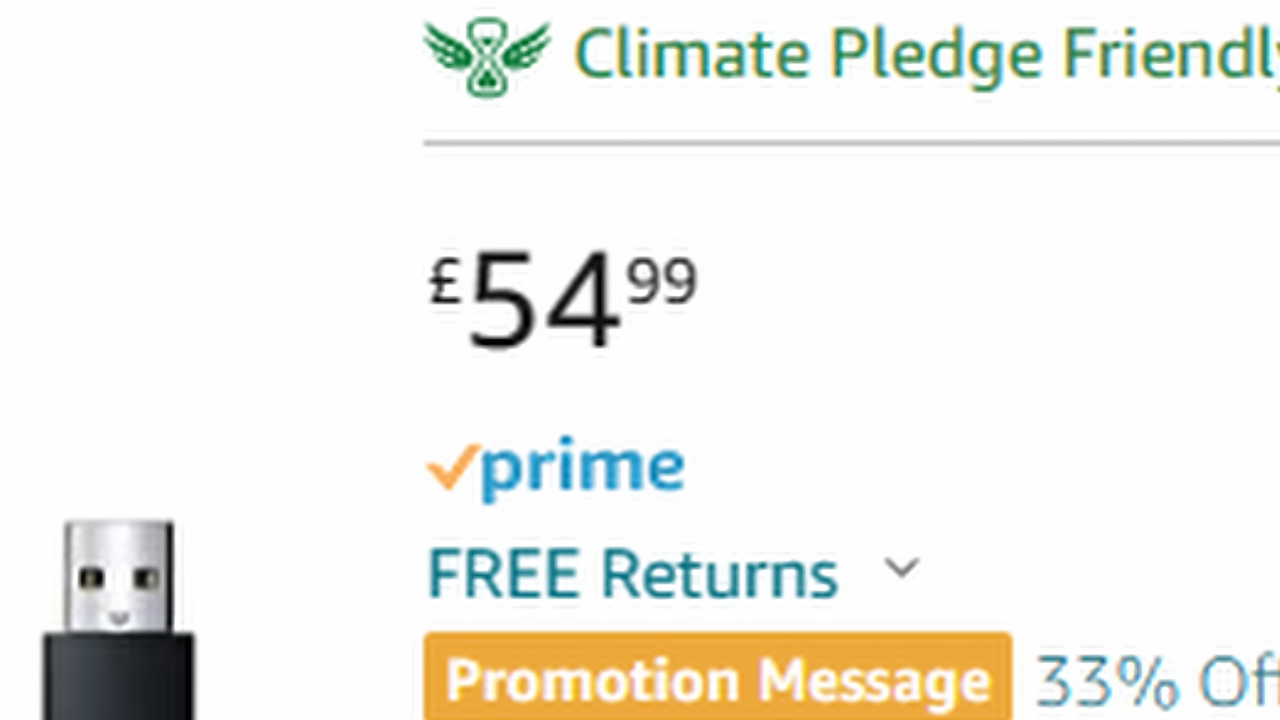 Climate Pledge Friendly
£5499
prime
FREE Returns
Promotion Message 33% Off